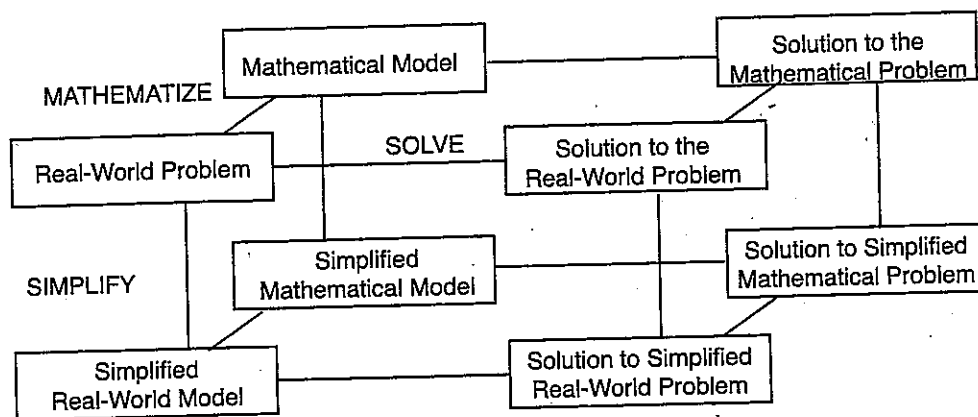 Mathematical Model
Solution to the
Mathematical Problem
MATHEMATIZE
Real-World Problem
SOLVE
Solution to the
Real-World Problem
SIMPLIFY
Simplified
Mathematical Model
Solution to Simplified
Mathematical Problem
Simplified
Real-World Model
Solution to Simplified
Real-World Problem